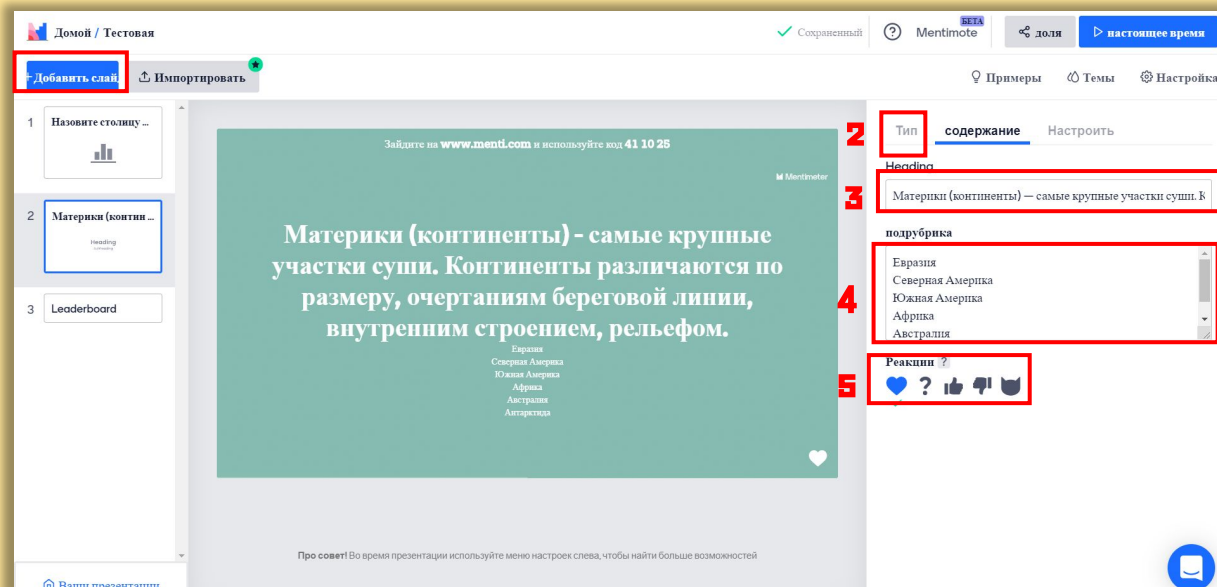 Домой / Тестовая
Сохраненный
Mentimote
БЕТА
доля
настоящее время
+Добавить слай
Импортировать
Примеры
Темы
Настройка
1
Назовите столицу ...
2
Материки (контин ...
Heading
3
Leaderboard
Зайдите на www.menti.com и используйте код 41 10 25
Mentimeter
Материки (континенты) - самые крупные
участки суши. Континенты различаются по
размеру, очертаниям береговой линии,
внутренним строением, рельефом.
Евразия
Северная Америка
Южная Америка
Африка
Австралия
Антарктида
Про совет! Во время презентации используйте меню настроек слева, чтобы найти больше возможностей
2
Тип
содержание
Настроить
Heading
3
Материки (континенты) — самые крупные участки суши. К
подрубрика
4
Евразия
Северная Америка
Южная Америка
Африка
Австралия
Реакции ?
5
Ваши презентации